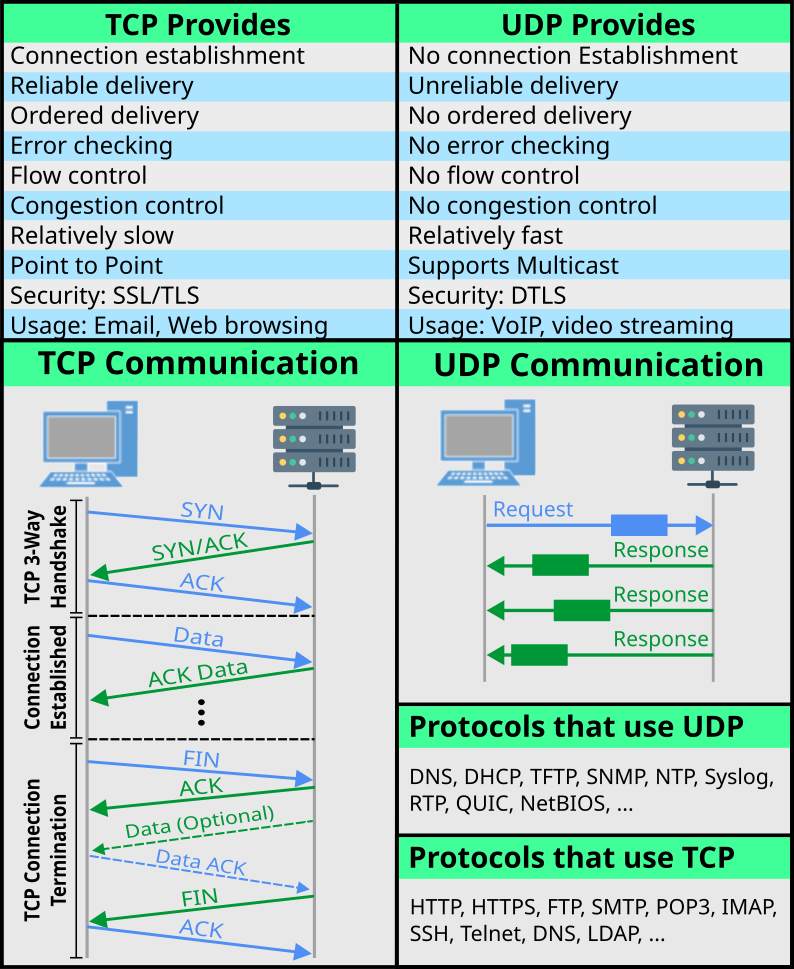 TCP Provides
Connection establishment
Reliable delivery
Ordered delivery
Error checking
Flow control
Congestion control
Relatively slow
Point to Point
Security: SSL/TLS
Usage: Email, Web browsing
UDP Provides
No connection Establishment
Unreliable delivery
No ordered delivery
No error checking
No flow control
No congestion control
Relatively fast
Supports Multicast
Security: DTLS
Usage: VoIP, video streaming
TCP Communication
TCP 3-Way
Handshake
SYN
SYN/ACK
ACK
Connection
Established
Data
ACK Data
TCP Connection
Termination
FIN
ACK
Data (Optional)
Data ACK
FIN
ACK
UDP Communication
Request
Response
Response
Response
Protocols that use UDP
DNS, DHCP, TFTP, SNMP, NTP, Syslog,
RTP, QUIC, NetBIOS, ...
Protocols that use TCP
HTTP, HTTPS, FTP, SMTP, POP3, IMAP,
SSH, Telnet, DNS, LDAP, ...